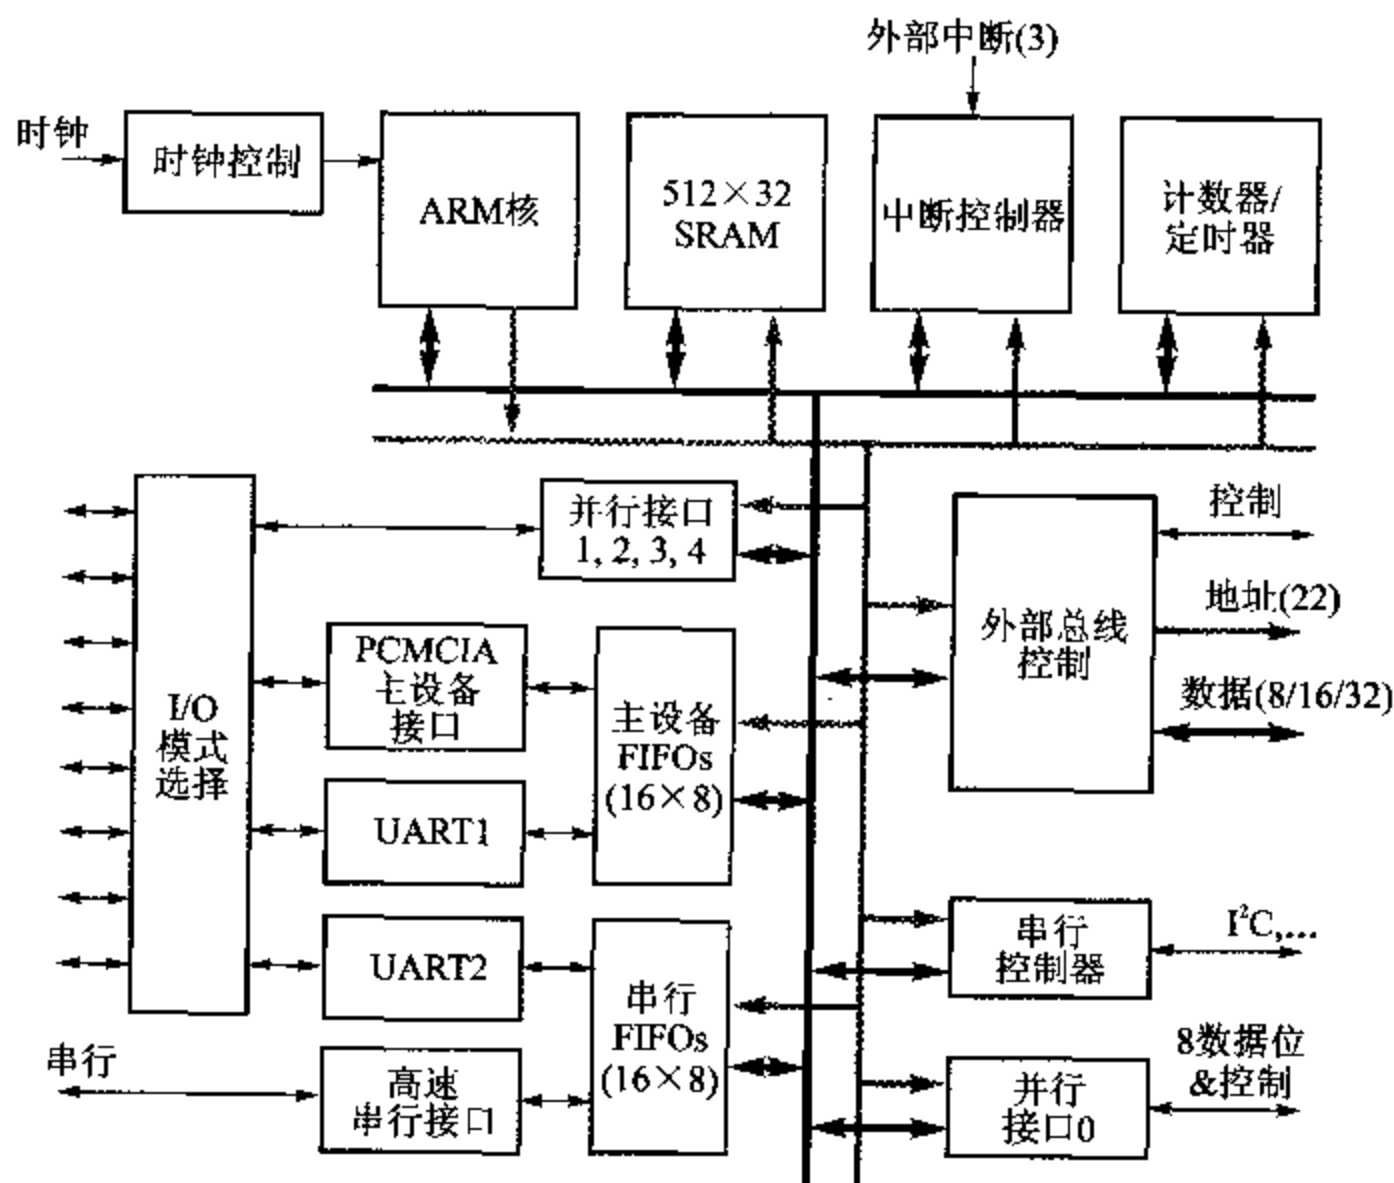 外部中断(3)
时钟
时钟控制
ARM核
512×32
SRAM
中断控制器
计数器/
定时器
并行接口
1, 2, 3, 4
控制
地址(22)
数据(8/16/32)
外部总线
控制
I/O
模式
选择
PCMCIA
主设备
接口
主设备
FIFOs
(16×8)
UART1
UART2
串行
FIFOs
(16×8)
串行
控制器
I²C,...
串行
高速
串行接口
并行
接口0
8数据位
&控制